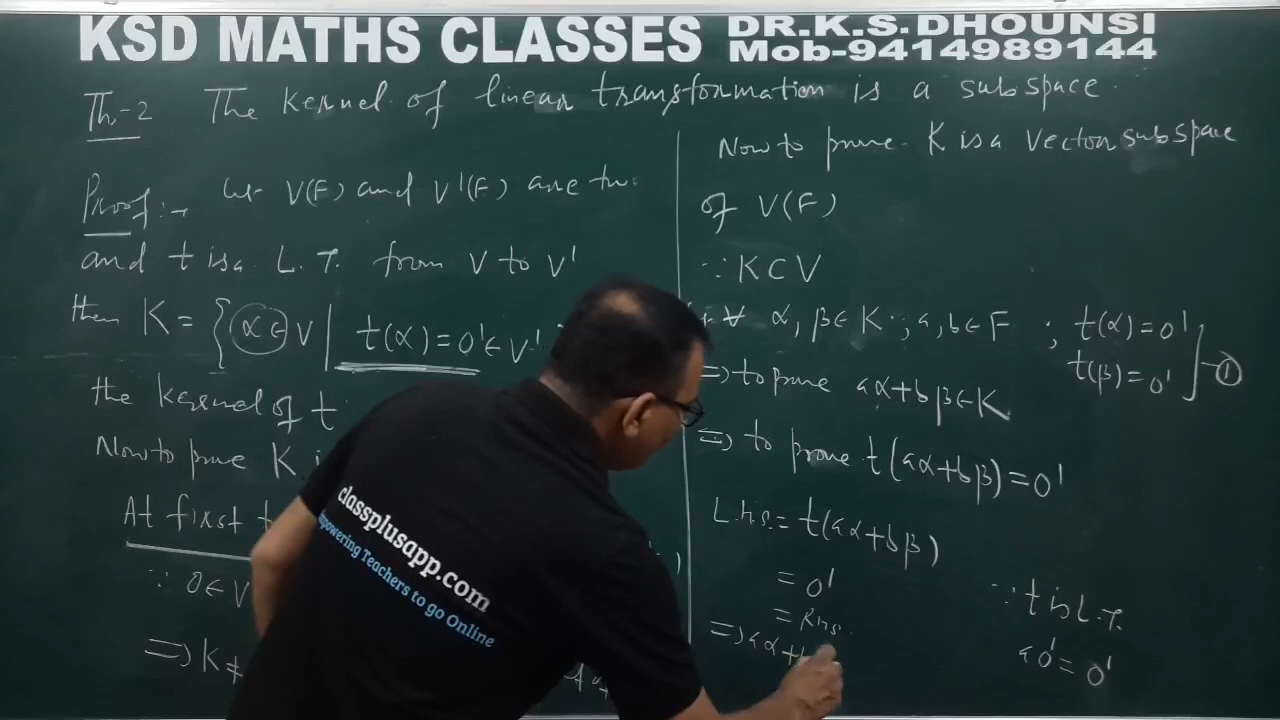 KSD MATHS CLASSES
DR.K.S.DHOUNSI
Mob-9414989144
Th-2 The Kernel of linear transformation is a subspace.
Proof:- Let V(F) and V'(F) are
and t is a L.T. from V to V'
then K = { α ∈ V | t(α) = 0' ∈ V'
the kernel of t
Now to prove K
At first
∵ 0 ∈ V
⇒ K ≠
Now to prove K is a vector subspace
of V(F)
∵ K ⊂ V
∀ α, β ∈ K ; a, b ∈ F ; t(α) = 0'
t(β) = 0' ] -①
⇒ to prove aα+bβ ∈ K
⇒ to prove t(aα+bβ) = 0'
L.h.s. = t(aα+bβ)
= 0' ∵ t is L.T.
= R.h.s.
a0' = 0'
⇒ aα+
classplusapp.com
Empowering Teachers to go Online